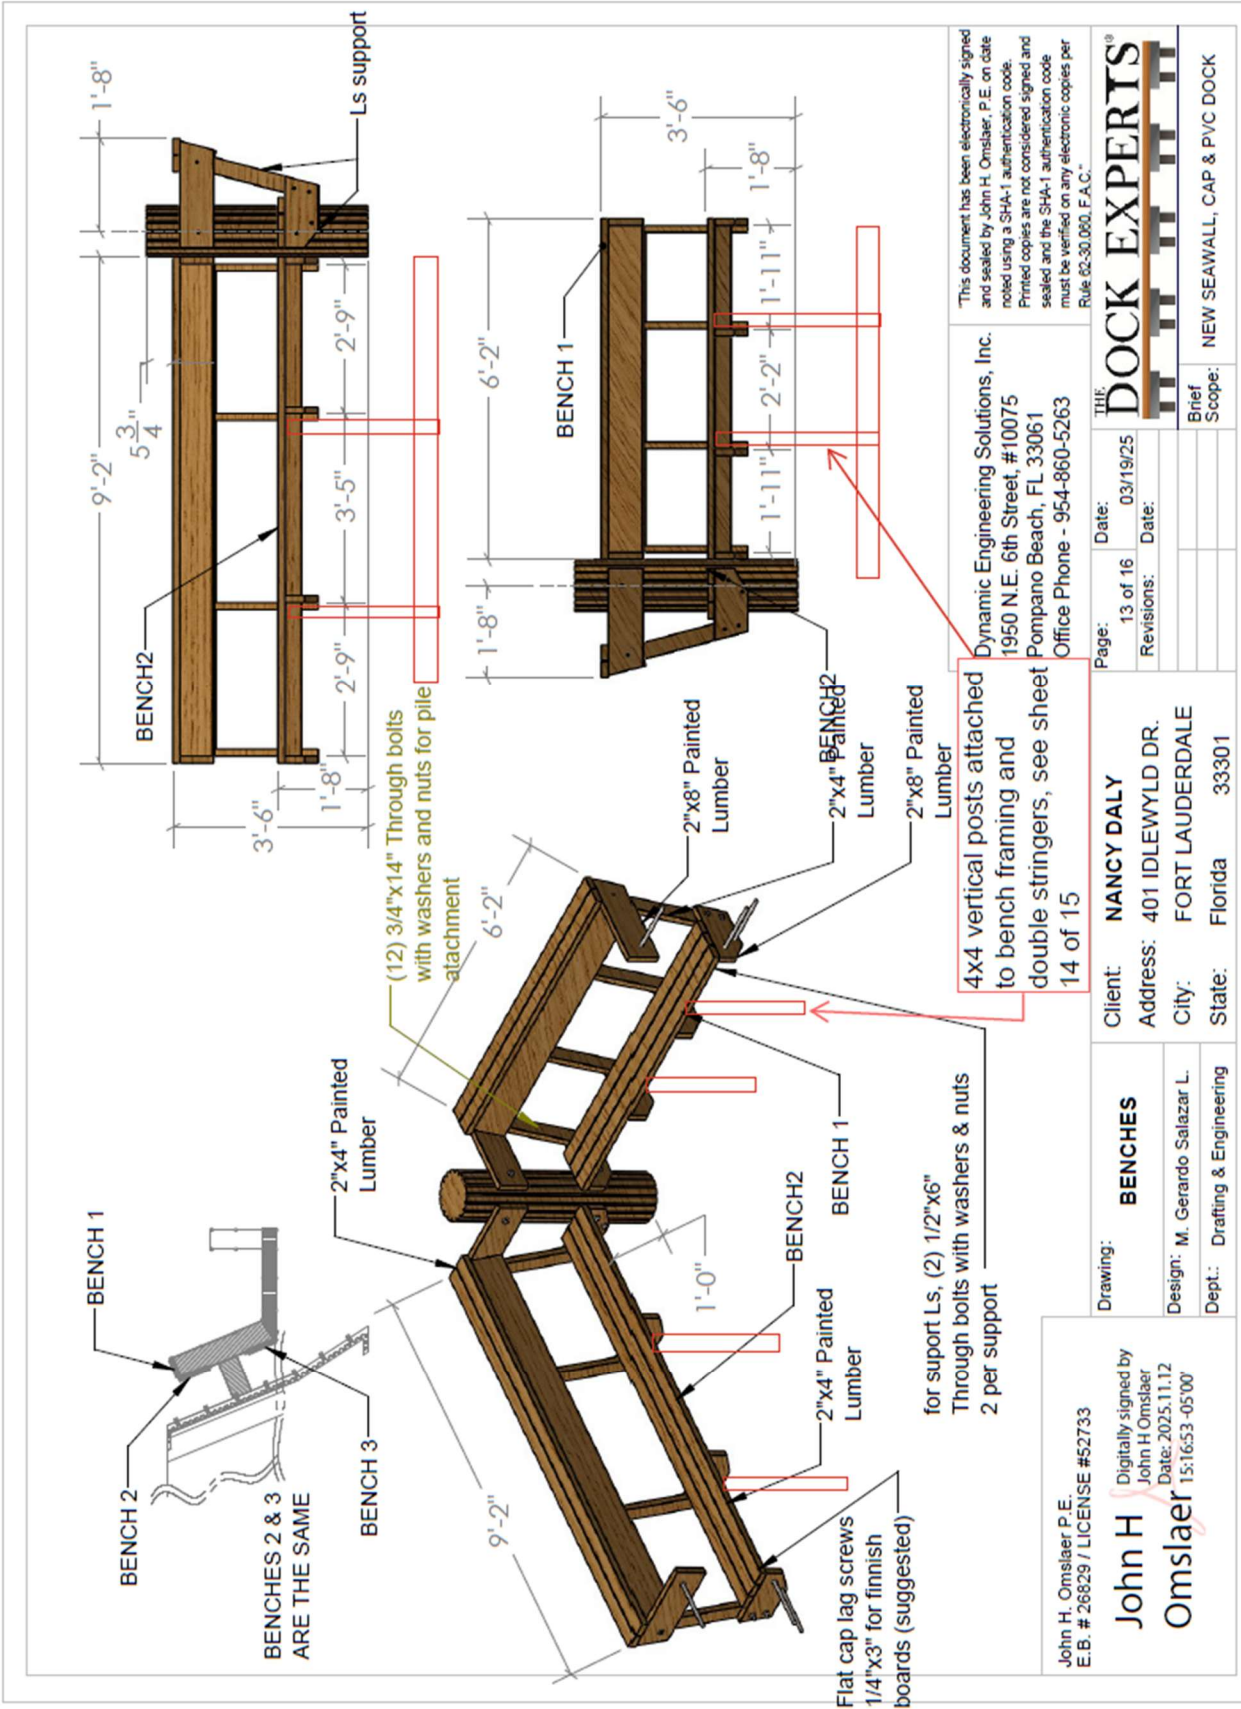 BENCH 1
BENCH 2
BENCHES 2 & 3
ARE THE SAME
BENCH 3
2"x4" Painted
Lumber
(12) 3/4"x14" Through bolts
with washers and nuts for pile
atachment
9'-2"
6'-2"
1'-0"
2"x8" Painted
Lumber
2"x4" Painted
Lumber
BENCH2
2"x8" Painted
Lumber
BENCH 1
BENCH2
2"x4" Painted
Lumber
Flat cap lag screws
1/4"x3" for finnish
boards (suggested)
for suport Ls, (2) 1/2"x6"
Through bolts with washers & nuts
2 per support
4x4 vertical posts attached
to bench framing and
double stringers, see sheet
14 of 15
BENCH2
9'-2"
5 3/4"
1'-8"
Ls support
3'-6"
1'-8"
2'-9"
3'-5"
2'-9"
BENCH 1
6'-2"
1'-8"
3'-6"
1'-8"
1'-11"
2'-2"
1'-11"
John H. Omslaer P.E.
E.B. # 26829 / LICENSE #52733
John H
Omslaer
Digitally signed by
John H Omslaer
Date: 2025.11.12
15:16:53 -05'00'
Drawing:
BENCHES
Design: M. Gerardo Salazar L.
Dept.: Drafting & Engineering
Client: NANCY DALY
Address: 401 IDLEWYLD DR.
City: FORT LAUDERDALE
State: Florida 33301
Dynamic Engineering Solutions, Inc.
1950 N.E. 6th Street, #10075
Pompano Beach, FL 33061
Office Phone - 954-860-5263
Page: 13 of 16
Date: 03/19/25
Revisions:
Date:
"This document has been electronically signed
and sealed by John H. Omslaer, P.E. on date
noted using a SHA-1 authentication code.
Printed copies are not considered signed and
sealed and the SHA-1 authentication code
must be verified on any electronic copies per
Rule 62-30.060, F.A.C."
THE
DOCK EXPERTS®
Brief
Scope:
NEW SEAWALL, CAP & PVC DOCK